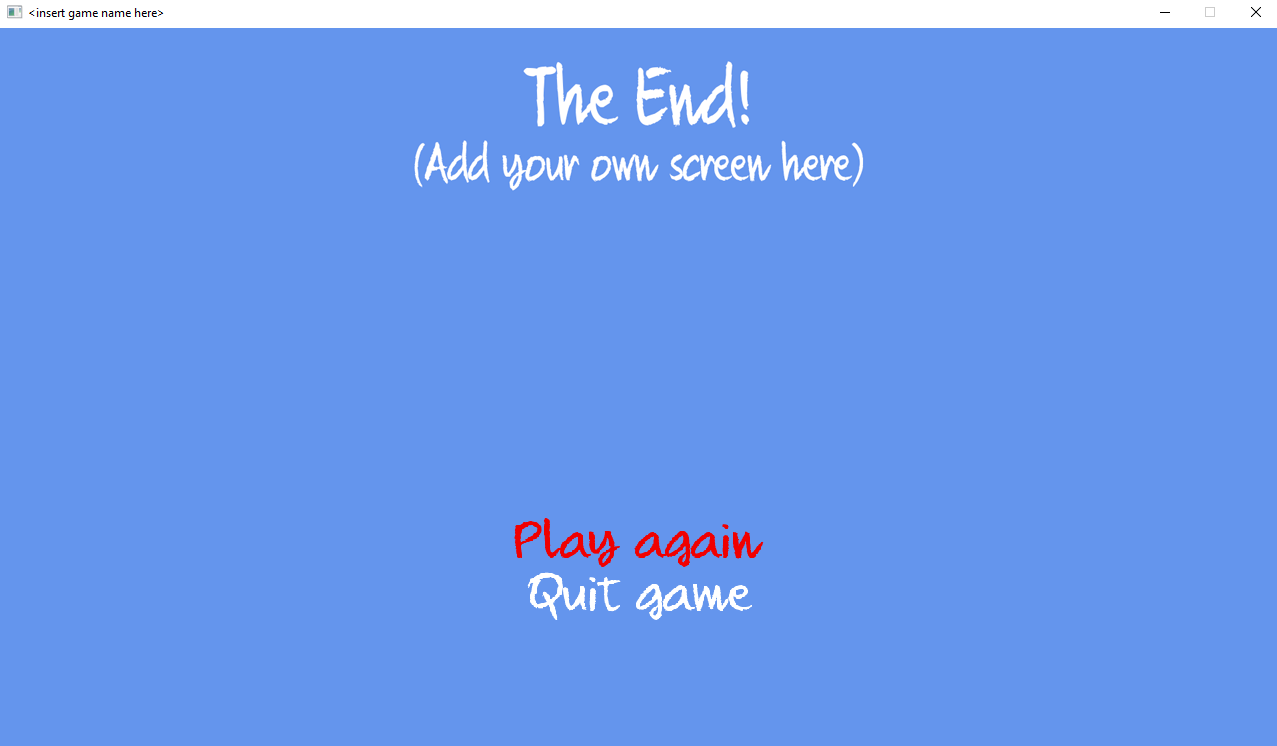 <insert game name here>
The End!
(Add your own screen here)
Play again
Quit game